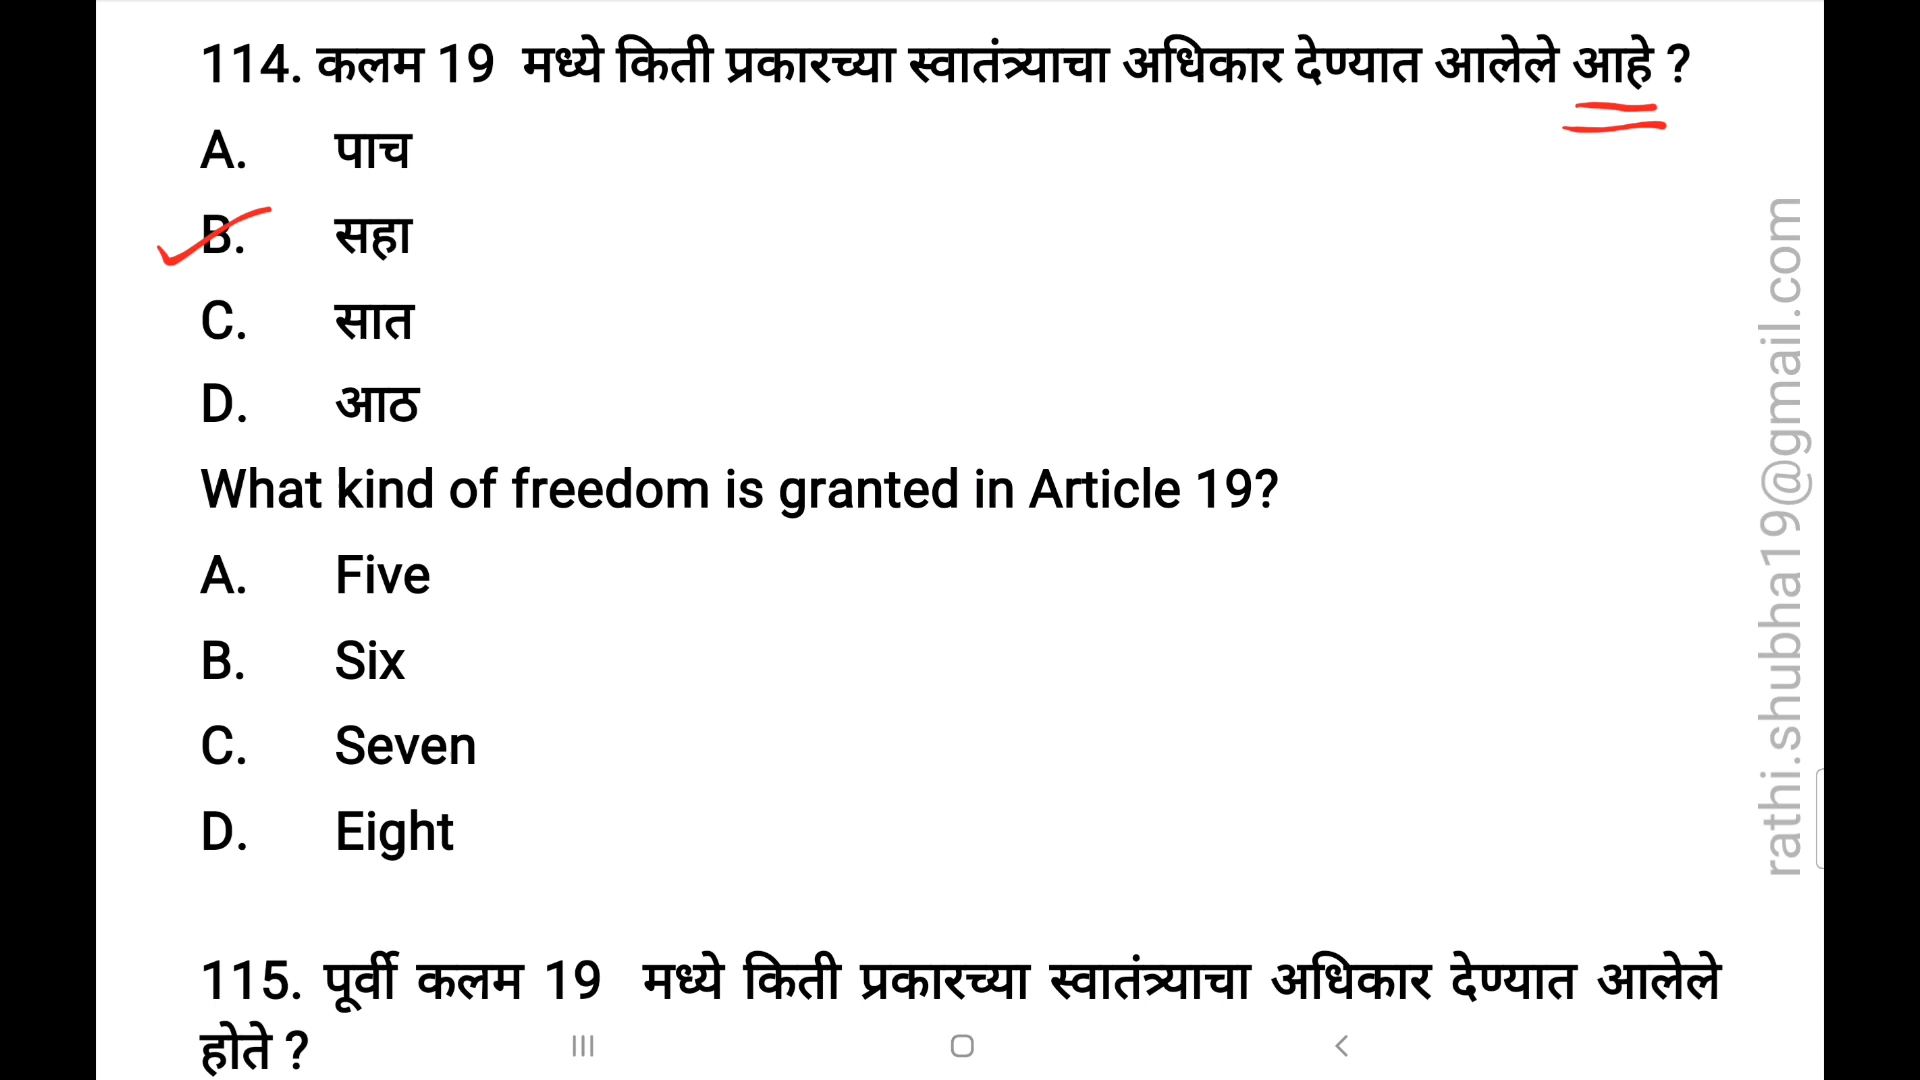 114. कलम 19 मध्ये किती प्रकारच्या स्वातंत्र्याचा अधिकार देण्यात आलेले आहे ?
A. पाच
B. सहा
C. सात
D. आठ
What kind of freedom is granted in Article 19?
A. Five
B. Six
C. Seven
D. Eight
115. पूर्वी कलम 19 मध्ये किती प्रकारच्या स्वातंत्र्याचा अधिकार देण्यात आलेले
होते ?
rathi.shubha19@gmail.com